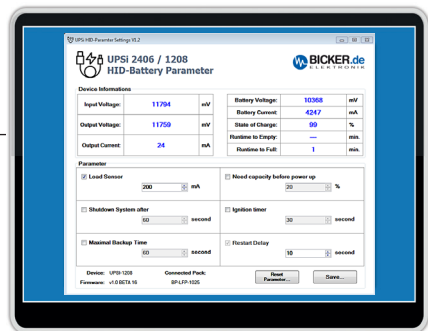 UPSi HID-Paramter Settings V1.2
UPSi 2406 / 1208
HID-Battery Parameter
BICKER.de
ELEKTRONIK
Device Informations
Input Voltage: 11794 mV
Output Voltage: 11759 mV
Output Current: 24 mA
Battery Voltage: 10368 mV
Battery Current: 4247 mA
State of Charge: 99 %
Runtime to Empty: — min.
Runtime to Full: 1 min.
Parameter
Load Sensor
200 mA
Need capacity before power up
20 %
Shutdown System after
60 second
Ignition timer
30 second
Maximal Backup Time
60 second
Restart Delay
10 second
Device: UPSI-1208
Connected Pack:
Firmware: v1.0 BETA 16
BP-LFP-1025
Reset Parameter...
Save...